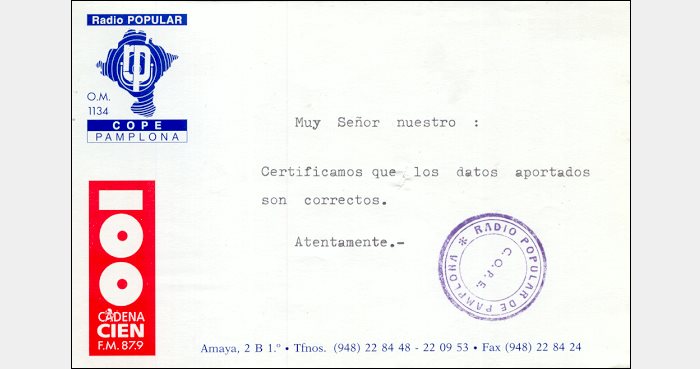 Radio POPULAR
rp
O.M.
1134
COPE
PAMPLONA
Muy Señor nuestro :
Certificamos que los datos aportados
son correctos.
Atentamente.-
* RADIO POPULAR DE PAMPLONA
C.O.P.E.
100
CADENA
CIEN
F.M. 87.9
Amaya, 2 B 1.º • Tfnos. (948) 22 84 48 - 22 09 53 • Fax (948) 22 84 24